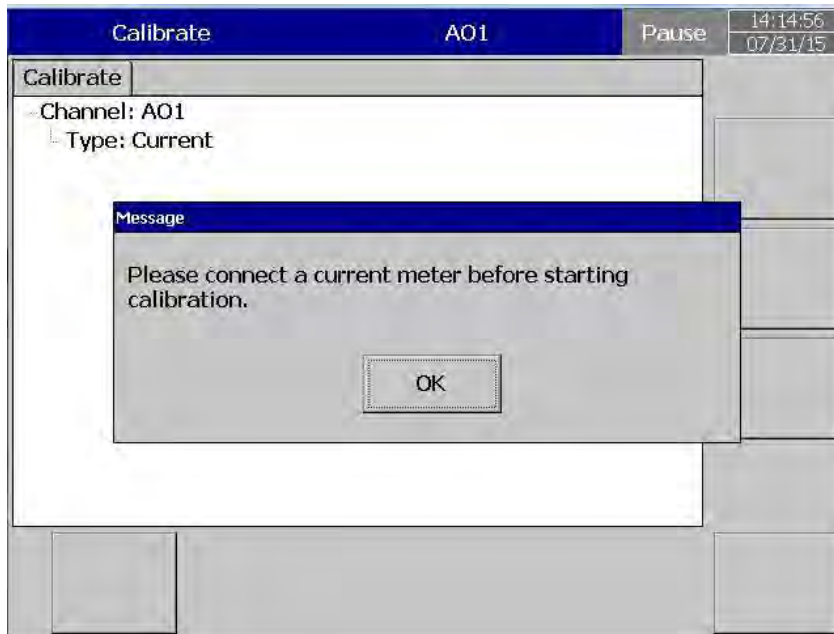 Calibrate AO1 Pause 14:14:56
07/31/15
Calibrate
Channel: AO1
Type: Current
Message
Please connect a current meter before starting
calibration.
OK